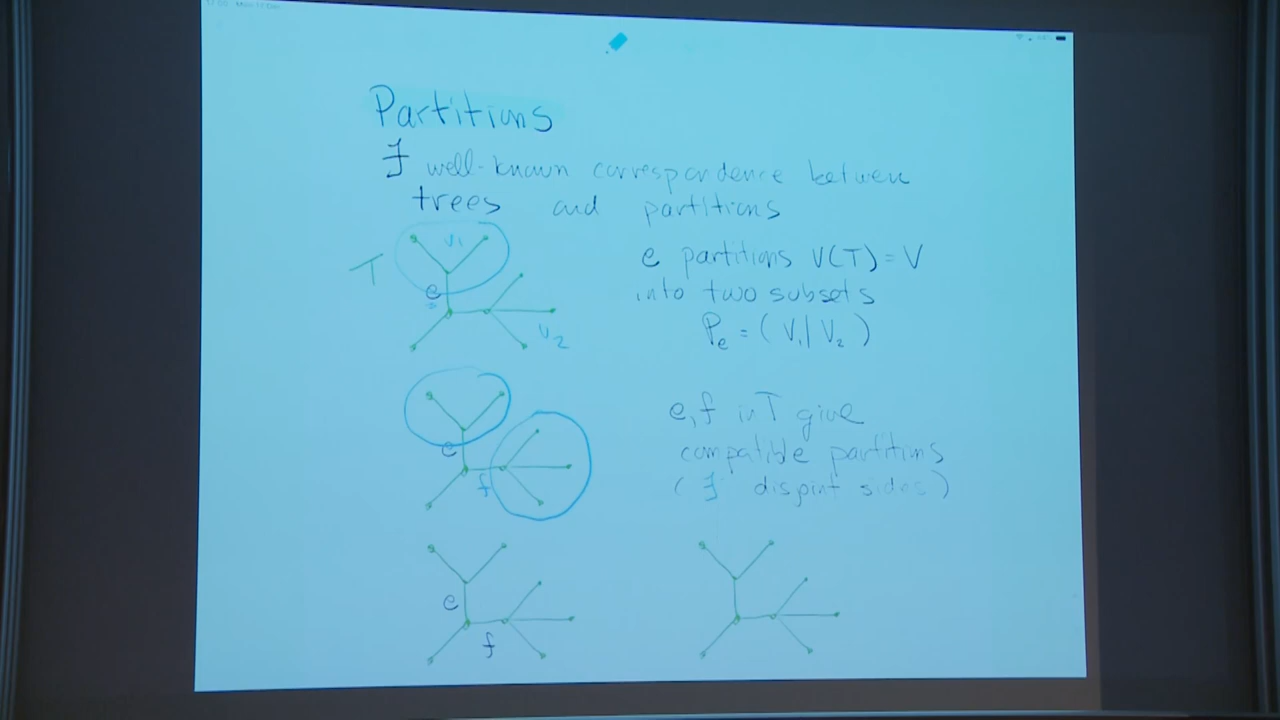 Partitions
∃ well-known correspondence between
trees and partitions
T
V1
e
V2
e partitions V(T) = V
into two subsets
Pe = (V1 | V2)
e
f
e, f in T give
compatible partitions
(∃ disjoint sides)
e
f